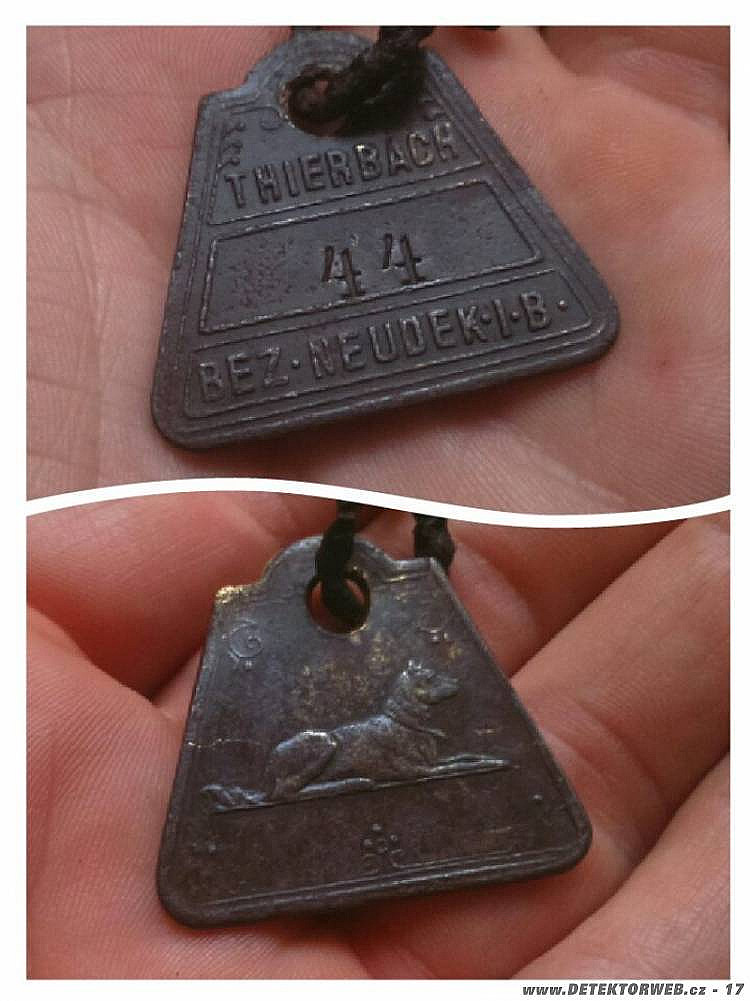 THIERBACH
44
BEZ·NEUDEK·I·B·
www.DETEKTORWEB.cz - 17